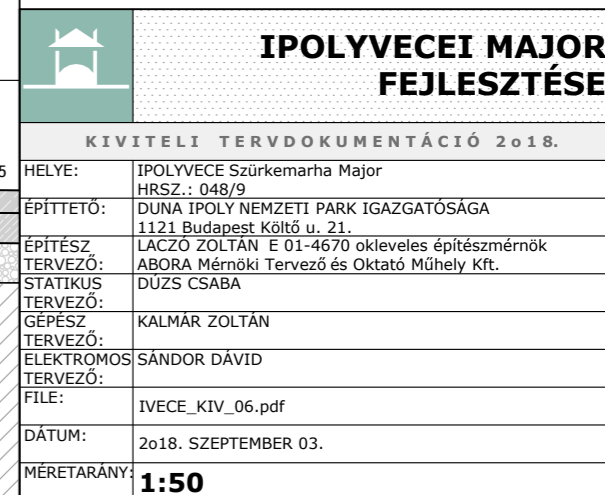 IPOLYVECEI MAJOR
FEJLESZTÉSE
KIVITELI TERVDOKUMENTÁCIÓ 2o18.
5
HELYE: IPOLYVECE Szürkemarha Major
HRSZ.: 048/9
ÉPÍTTETŐ: DUNA IPOLY NEMZETI PARK IGAZGATÓSÁGA
1121 Budapest Költő u. 21.
ÉPÍTÉSZ LACZÓ ZOLTÁN E 01-4670 okleveles építészmérnök
TERVEZŐ: ABORA Mérnöki Tervező és Oktató Műhely Kft.
STATIKUS DÚZS CSABA
TERVEZŐ:
GÉPÉSZ KALMÁR ZOLTÁN
TERVEZŐ:
ELEKTROMOS SÁNDOR DÁVID
TERVEZŐ:
FILE: IVECE_KIV_06.pdf
DÁTUM: 2o18. SZEPTEMBER 03.
MÉRETARÁNY: 1:50